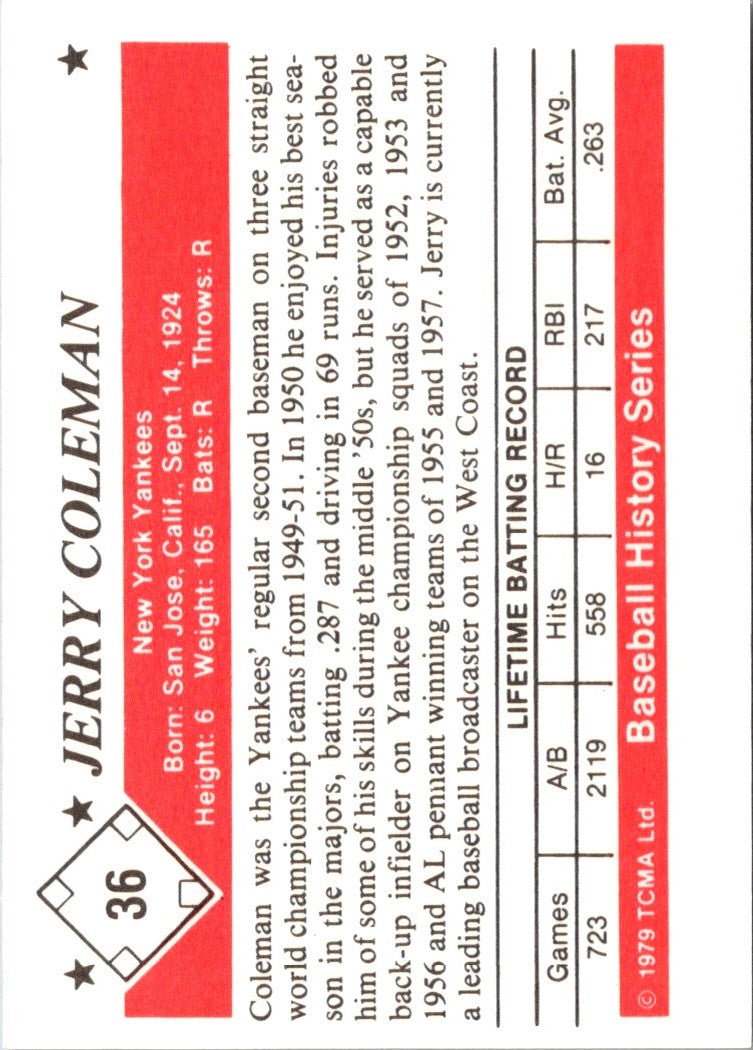 36
JERRY COLEMAN
New York Yankees
Born: San Jose, Calif., Sept. 14, 1924
Height: 6 Weight: 165 Bats: R Throws: R
Coleman was the Yankees' regular second baseman on three straight
world championship teams from 1949-51. In 1950 he enjoyed his best sea-
son in the majors, batting .287 and driving in 69 runs. Injuries robbed
him of some of his skills during the middle '50s, but he served as a capable
back-up infielder on Yankee championship squads of 1952, 1953 and
1956 and AL pennant winning teams of 1955 and 1957. Jerry is currently
a leading baseball broadcaster on the West Coast.
LIFETIME BATTING RECORD
Games A/B Hits H/R RBI Bat. Avg.
723 2119 558 16 217 .263
© 1979 TCMA Ltd. Baseball History Series